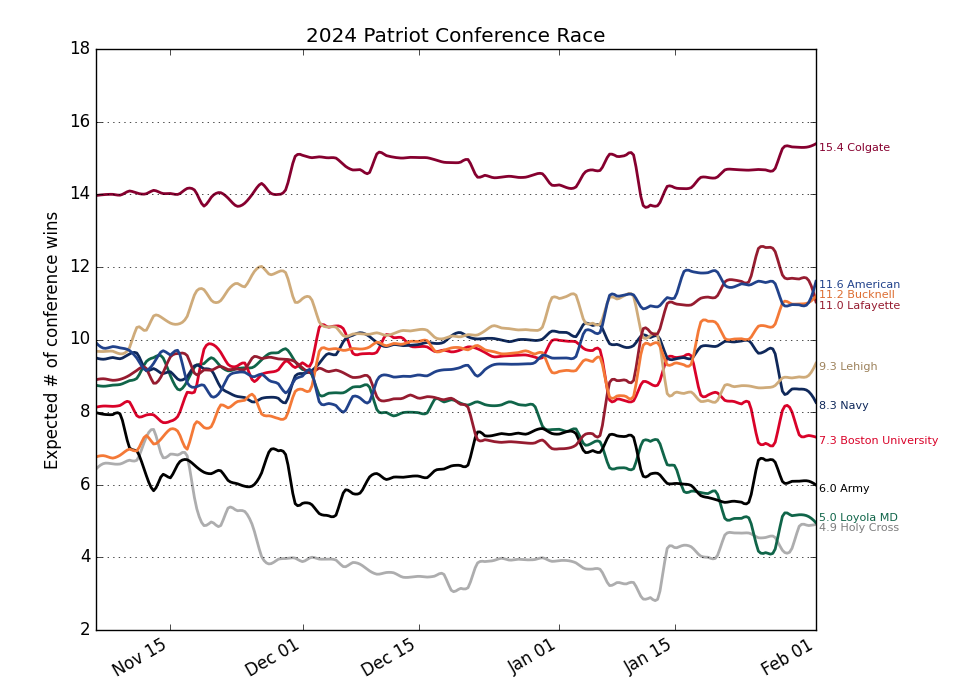 2024 Patriot Conference Race
Expected # of conference wins
18
16
14
12
10
8
6
4
2
Nov 15
Dec 01
Dec 15
Jan 01
Jan 15
Feb 01
15.4 Colgate
11.6 American
11.2 Bucknell
11.0 Lafayette
9.3 Lehigh
8.3 Navy
7.3 Boston University
6.0 Army
5.0 Loyola MD
4.9 Holy Cross